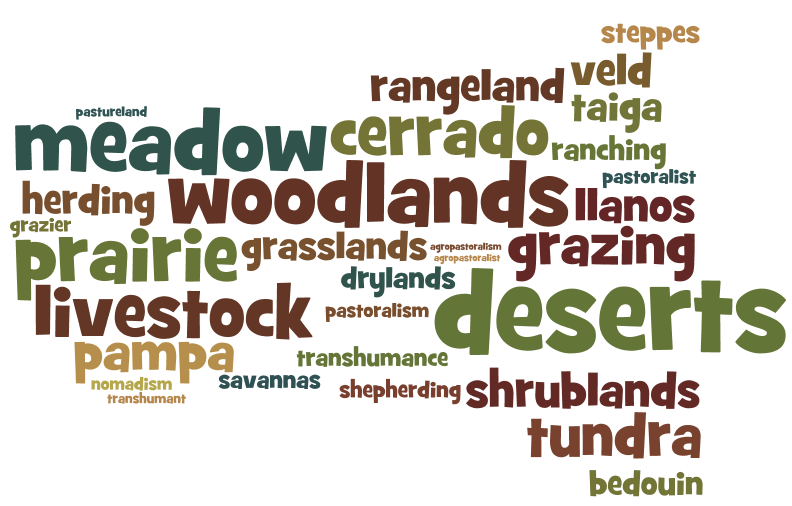 steppes
rangeland
veld
pastureland
taiga
meadow
cerrado
ranching
pastoralist
herding
woodlands
llanos
grazier
prairie
grasslands
agropastoralism
grazing
agropastoralist
drylands
deserts
livestock
pastoralism
pampa
transhumance
nomadism
savannas
shepherding
shrublands
transhumant
tundra
bedouin